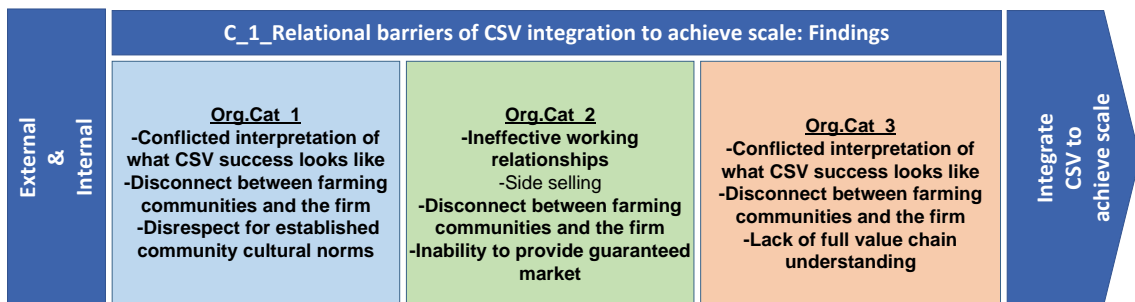 External
&
Internal
C_1_Relational barriers of CSV integration to achieve scale: Findings
Org.Cat_1
-Conflicted interpretation of
what CSV success looks like
-Disconnect between farming
communities and the firm
-Disrespect for established
community cultural norms
Org.Cat_2
-Ineffective working
relationships
-Side selling
-Disconnect between farming
communities and the firm
-Inability to provide guaranteed
market
Org.Cat_3
-Conflicted interpretation of
what CSV success looks like
-Disconnect between farming
communities and the firm
-Lack of full value chain
understanding
Integrate
CSV to
achieve scale